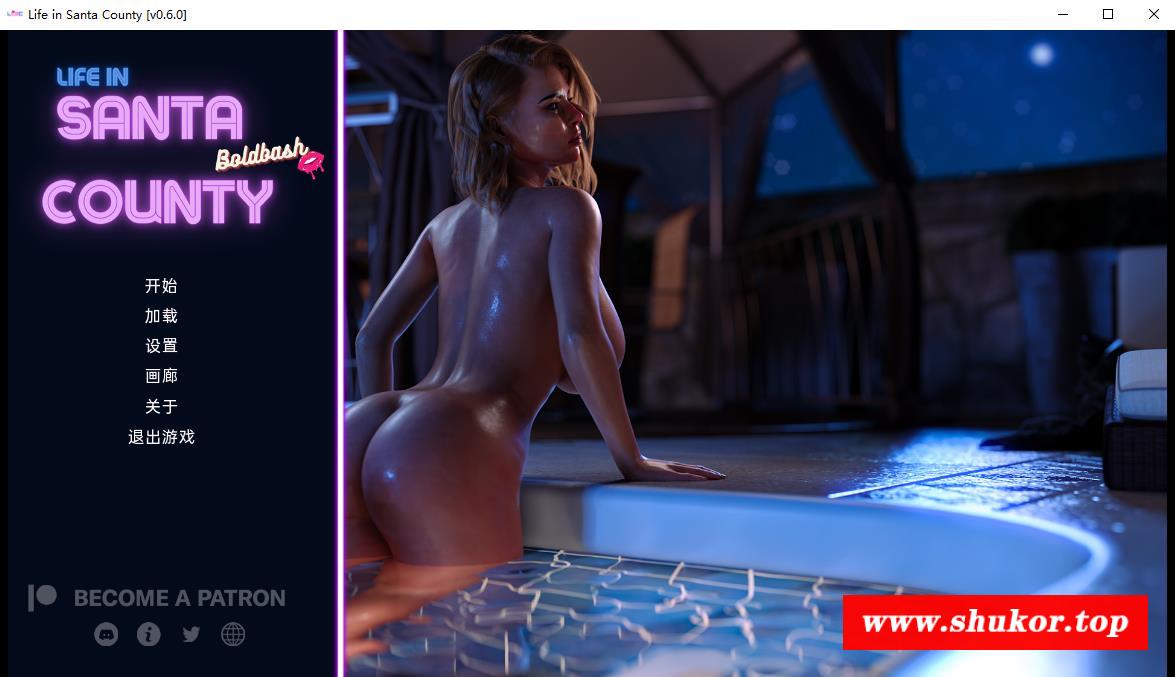 Life in Santa County [v0.6.0]
LIFE IN
SANTA
Boldbash
COUNTY
开始
加载
设置
画廊
关于
退出游戏
BECOME A PATRON
www.shukor.top